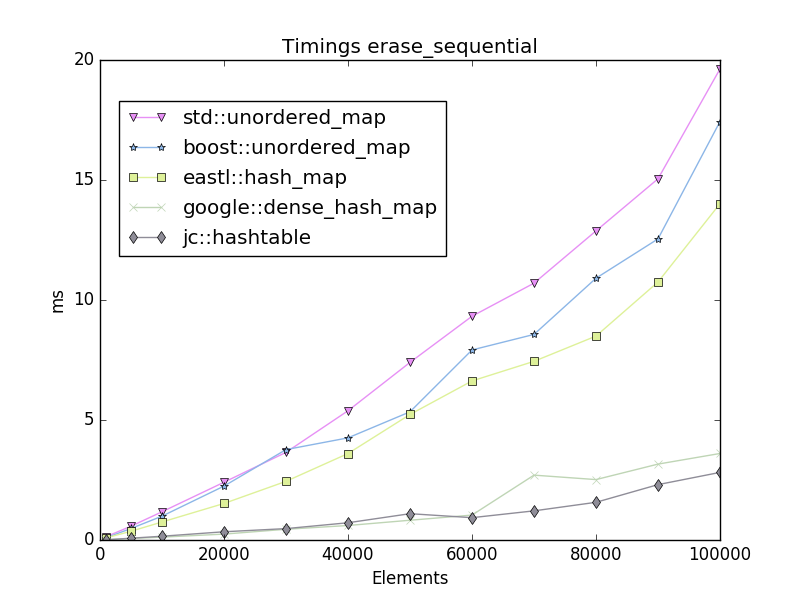 Timings erase_sequential
20
15
10
5
0
ms
std::unordered_map
boost::unordered_map
eastl::hash_map
google::dense_hash_map
jc::hashtable
0 20000 40000 60000 80000 100000
Elements